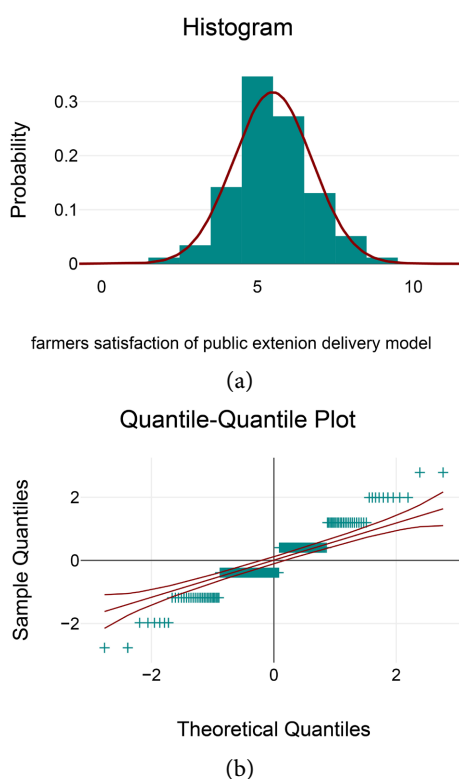 Histogram
Probability
0.3
0.2
0.1
0
0 5 10
farmers satisfaction of public extenion delivery model
(a)
Quantile-Quantile Plot
Sample Quantiles
2
0
−2
−2 0 2
Theoretical Quantiles
(b)